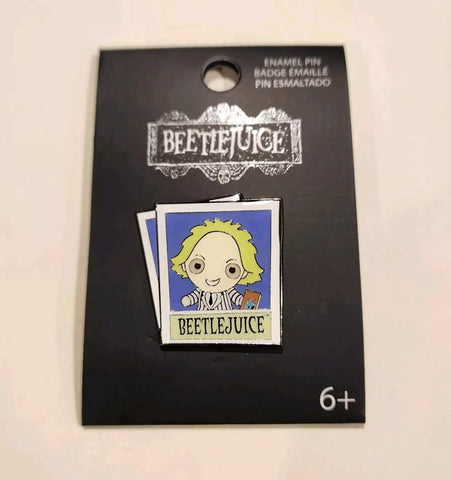 ENAMEL PIN
BADGE ÉMAILLÉ
PIN ESMALTADO
BEETLEJUICE
BEETLEJUICE
6+